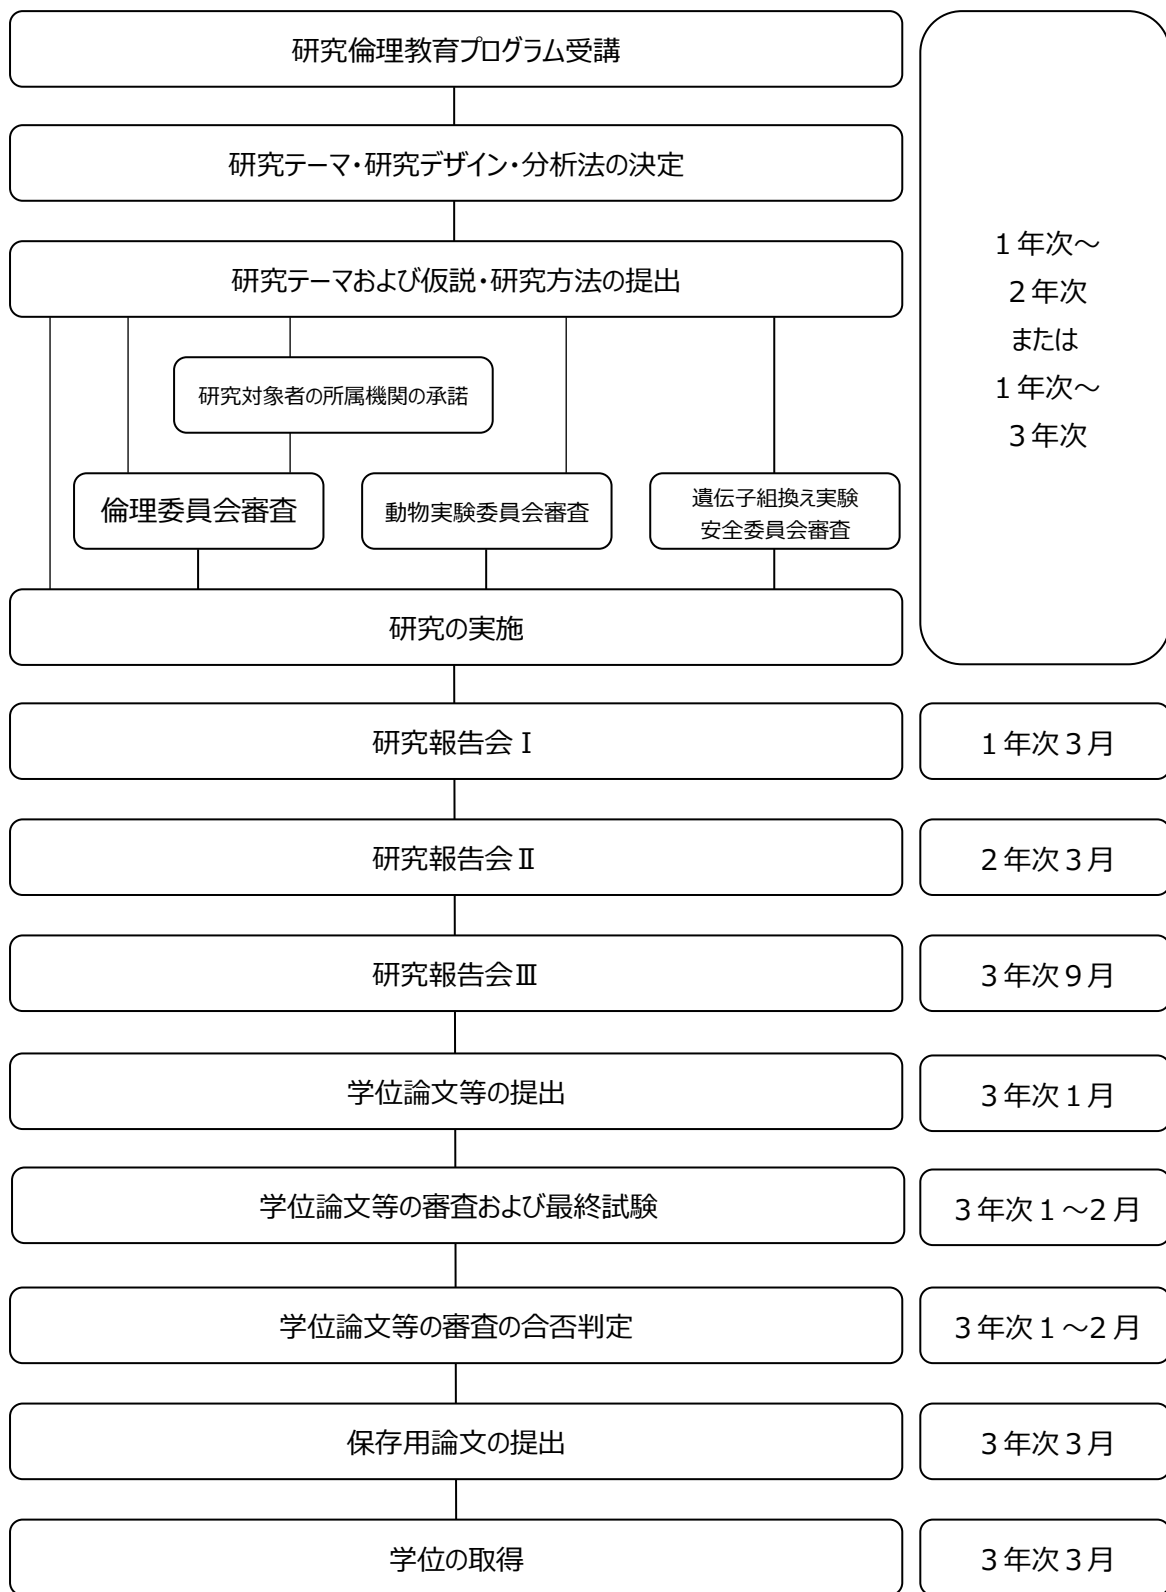 研究倫理教育プログラム受講
研究テーマ・研究デザイン・分析法の決定
研究テーマおよび仮説・研究方法の提出
研究対象者の所属機関の承諾
倫理委員会審査
動物実験委員会審査
遺伝子組換え実験
安全委員会審査
研究の実施
1年次～
2年次
または
1年次～
3年次
研究報告会Ⅰ
1年次3月
研究報告会Ⅱ
2年次3月
研究報告会Ⅲ
3年次9月
学位論文等の提出
3年次1月
学位論文等の審査および最終試験
3年次1～2月
学位論文等の審査の合否判定
3年次1～2月
保存用論文の提出
3年次3月
学位の取得
3年次3月